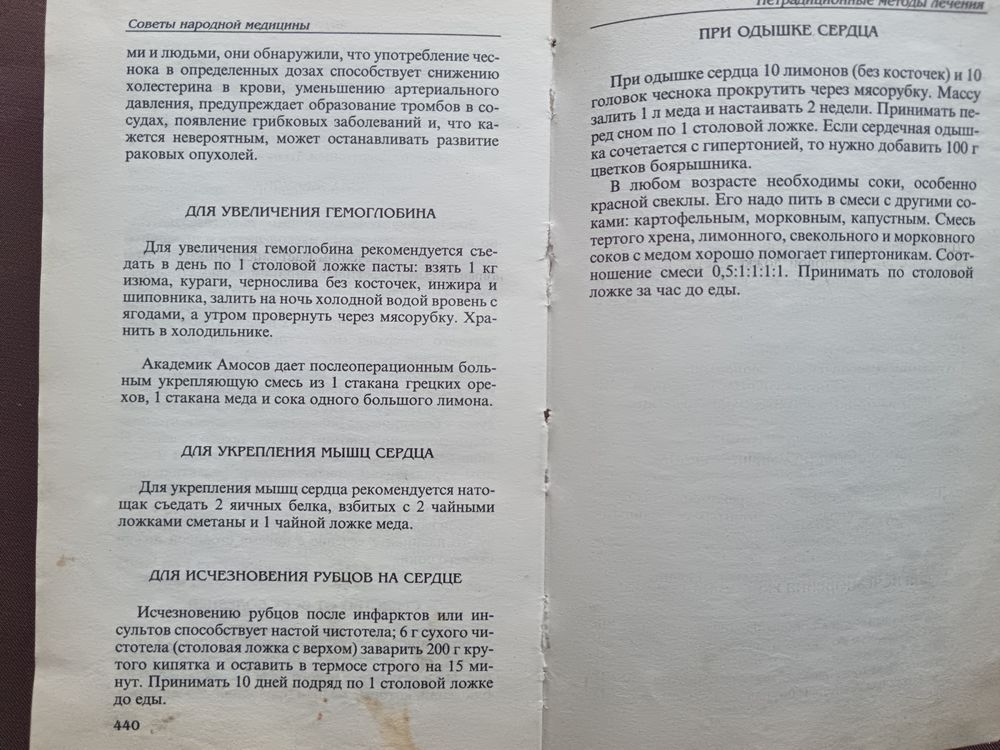 Советы народной медицины
ми и людьми, они обнаружили, что употребление чес-
нока в определенных дозах способствует снижению
холестерина в крови, уменьшению артериального
давления, предупреждает образование тромбов в со-
судах, появление грибковых заболеваний и, что ка-
жется невероятным, может останавливать развитие
раковых опухолей.
ДЛЯ УВЕЛИЧЕНИЯ ГЕМОГЛОБИНА
Для увеличения гемоглобина рекомендуется съе-
дать в день по 1 столовой ложке пасты: взять 1 кг
изюма, кураги, чернослива без косточек, инжира и
шиповника, залить на ночь холодной водой вровень с
ягодами, а утром провернуть через мясорубку. Хра-
нить в холодильнике.
Академик Амосов дает послеоперационным боль-
ным укрепляющую смесь из 1 стакана грецких оре-
хов, 1 стакана меда и сока одного большого лимона.
ДЛЯ УКРЕПЛЕНИЯ МЫШЦ СЕРДЦА
Для укрепления мышц сердца рекомендуется нато-
щак съедать 2 яичных белка, взбитых с 2 чайными
ложками сметаны и 1 чайной ложке меда.
ДЛЯ ИСЧЕЗНОВЕНИЯ РУБЦОВ НА СЕРДЦЕ
Исчезновению рубцов после инфарктов или ин-
сультов способствует настой чистотела; 6 г сухого чи-
стотела (столовая ложка с верхом) заварить 200 г кру-
того кипятка и оставить в термосе строго на 15 ми-
нут. Принимать 10 дней подряд по 1 столовой ложке
до еды.
440
Нетрадиционные методы лечения
ПРИ ОДЫШКЕ СЕРДЦА
При одышке сердца 10 лимонов (без косточек) и 10
головок чеснока прокрутить через мясорубку. Массу
залить 1 л меда и настаивать 2 недели. Принимать пе-
ред сном по 1 столовой ложке. Если сердечная одыш-
ка сочетается с гипертонией, то нужно добавить 100 г
цветков боярышника.
В любом возрасте необходимы соки, особенно
красной свеклы. Его надо пить в смеси с другими со-
ками: картофельным, морковным, капустным. Смесь
тертого хрена, лимонного, свекольного и морковного
соков с медом хорошо помогает гипертоникам. Соот-
ношение смеси 0,5:1:1:1:1. Принимать по столовой
ложке за час до еды.